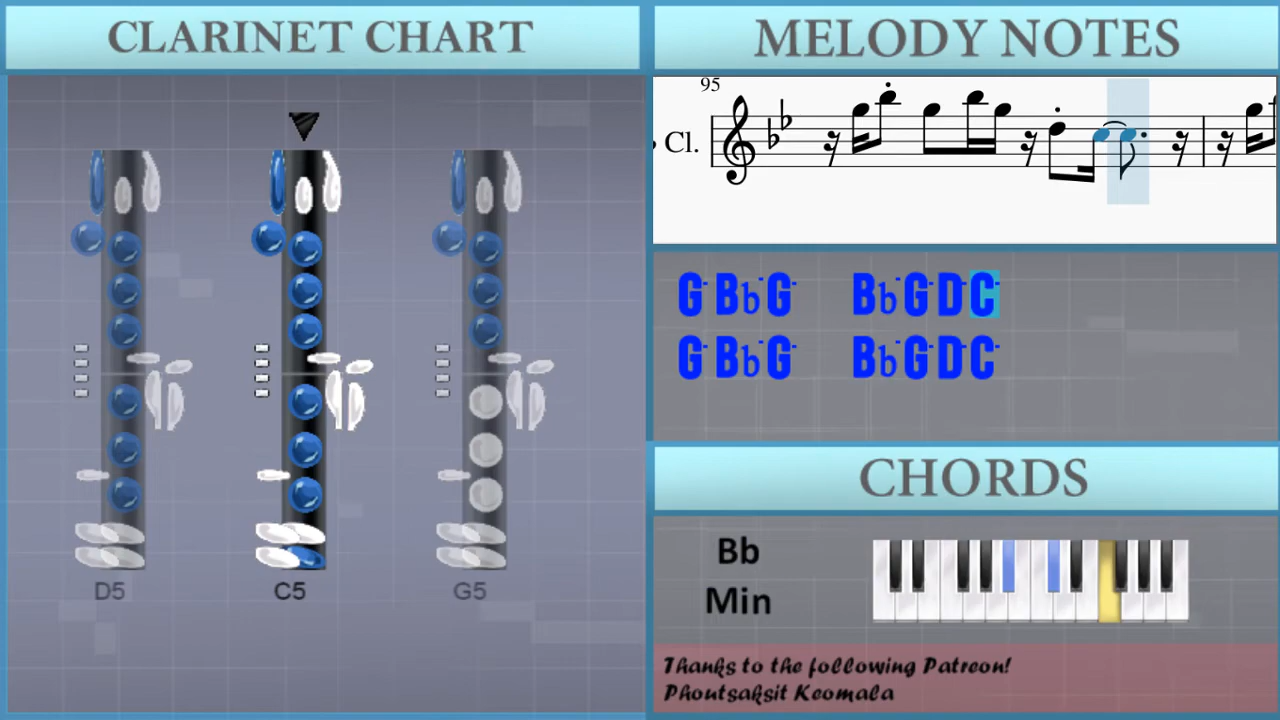 CLARINET CHART
D5
C5
G5
MELODY NOTES
95
Cl.
G- Bb- G- Bb- G- D- C-
G- Bb- G- Bb- G- D- C-
CHORDS
Bb
Min
Thanks to the following Patreon!
Phoutsaksit Keomala